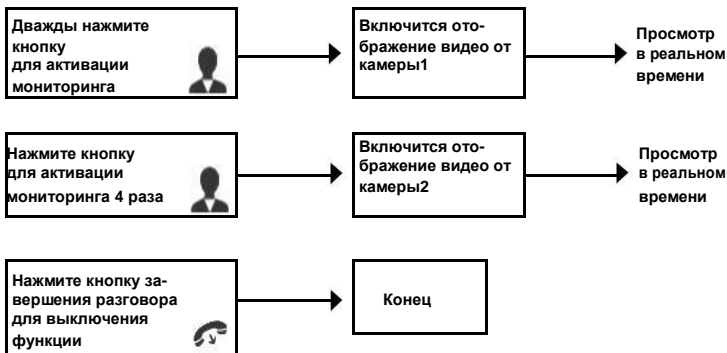 Дважды нажмите
кнопку
для активации
мониторинга
Включится ото-
бражение видео от
камеры1
Просмотр
в реальном
времени
Нажмите кнопку
для активации
мониторинга 4 раза
Включится ото-
бражение видео от
камеры2
Просмотр
в реальном
времени
Нажмите кнопку за-
вершения разговора
для выключения
функции
Конец